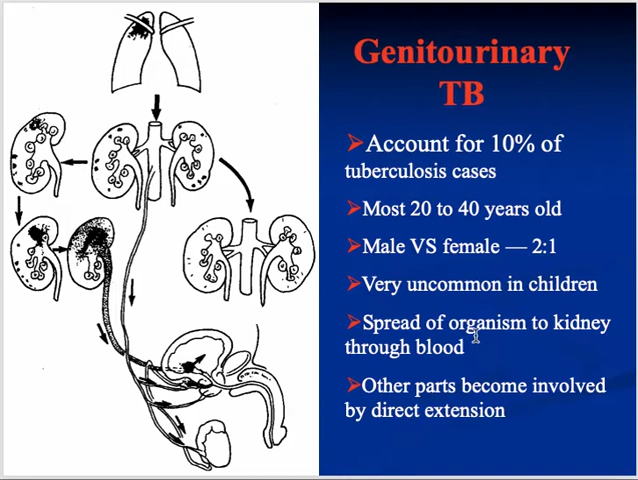 Genitourinary
TB
➢Account for 10% of
tuberculosis cases
➢Most 20 to 40 years old
➢Male VS female — 2:1
➢Very uncommon in children
➢Spread of organism to kidney
through blood
➢Other parts become involved
by direct extension